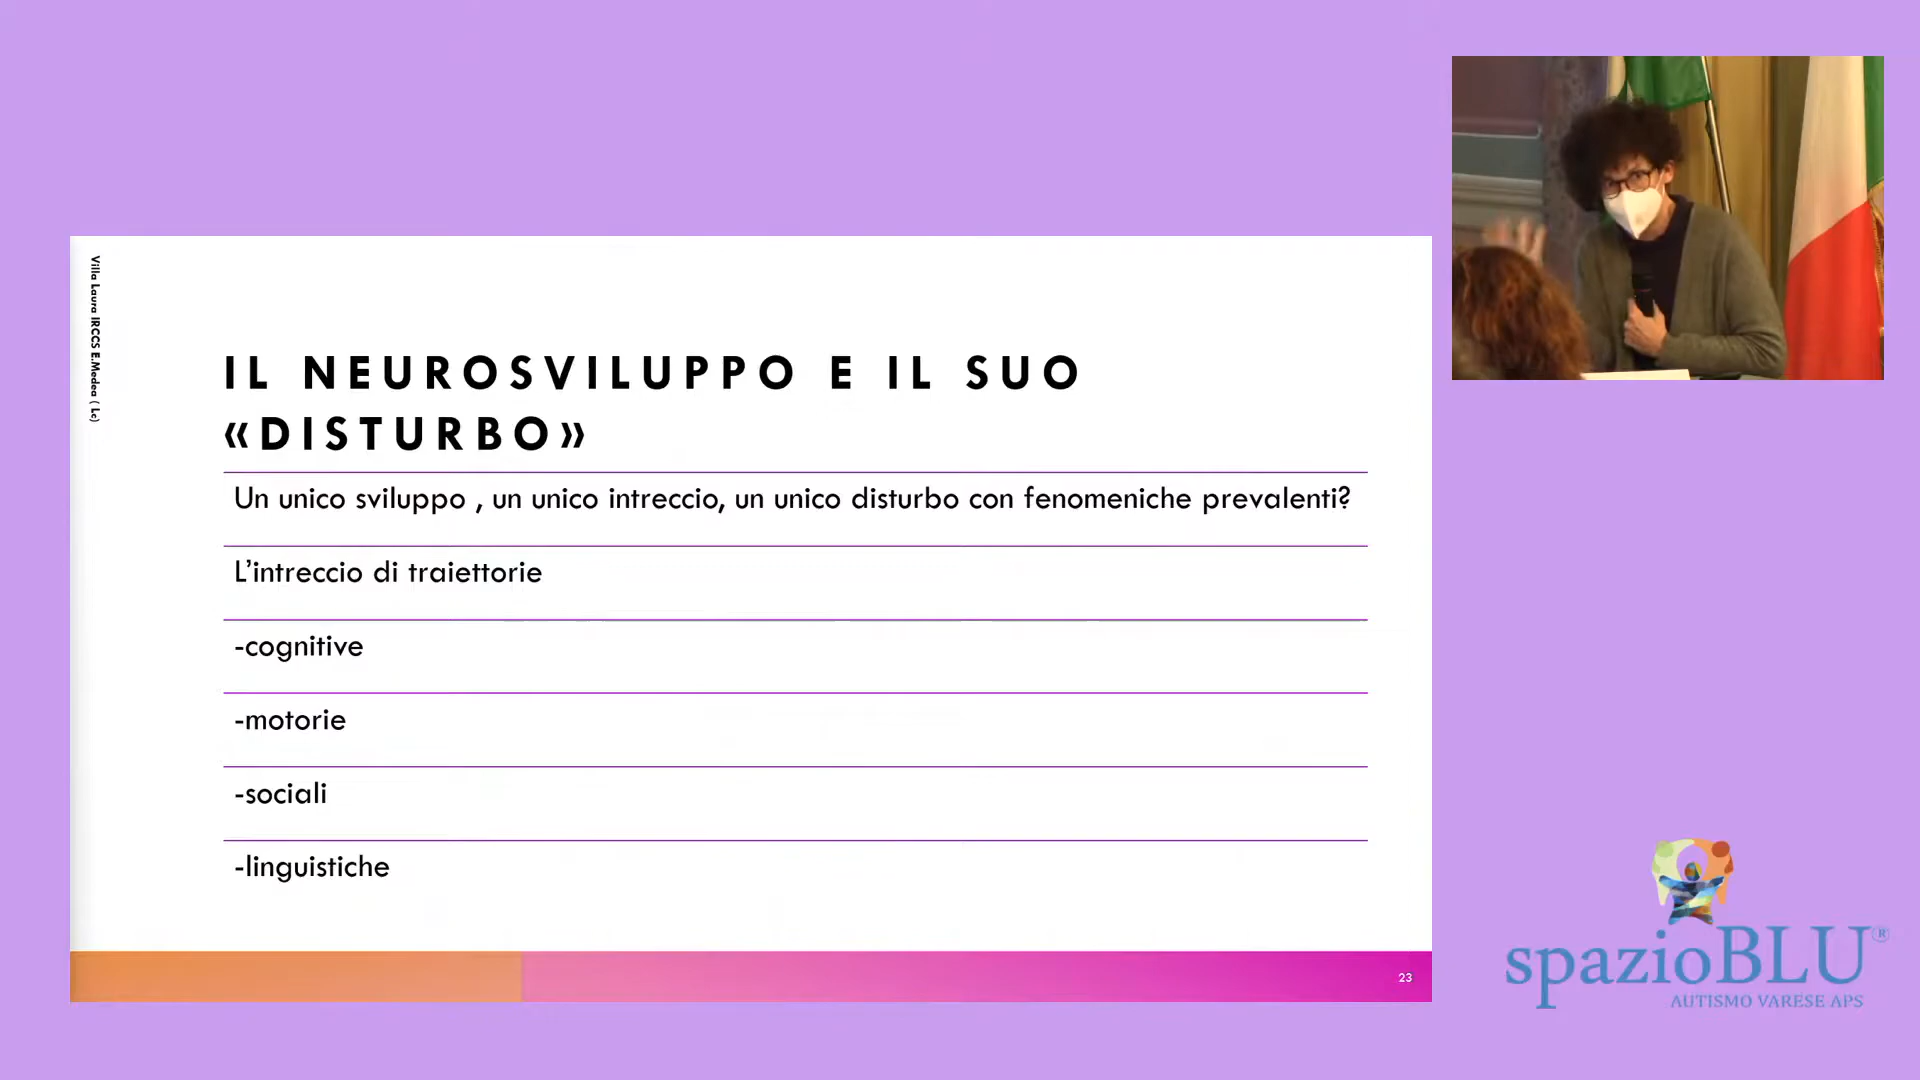 Villa Laura IRCCS E.Medea ( Lc)
IL NEUROSVILUPPO E IL SUO
«DISTURBO»
Un unico sviluppo , un unico intreccio, un unico disturbo con fenomeniche prevalenti?
L'intreccio di traiettorie
-cognitive
-motorie
-sociali
-linguistiche
23
spazioBLU®
AUTISMO VARESE APS